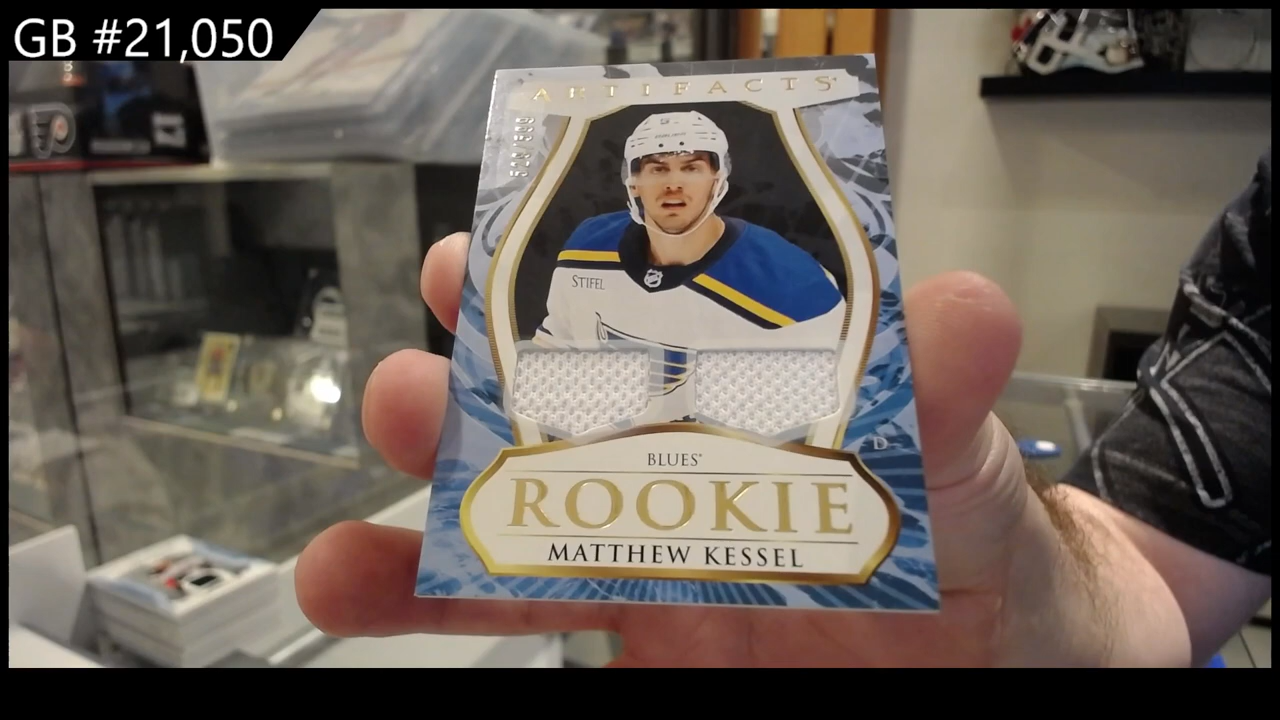 GB #21,050
ARTIFACTS
STIFEL
BLUES
D
ROOKIE
MATTHEW KESSEL